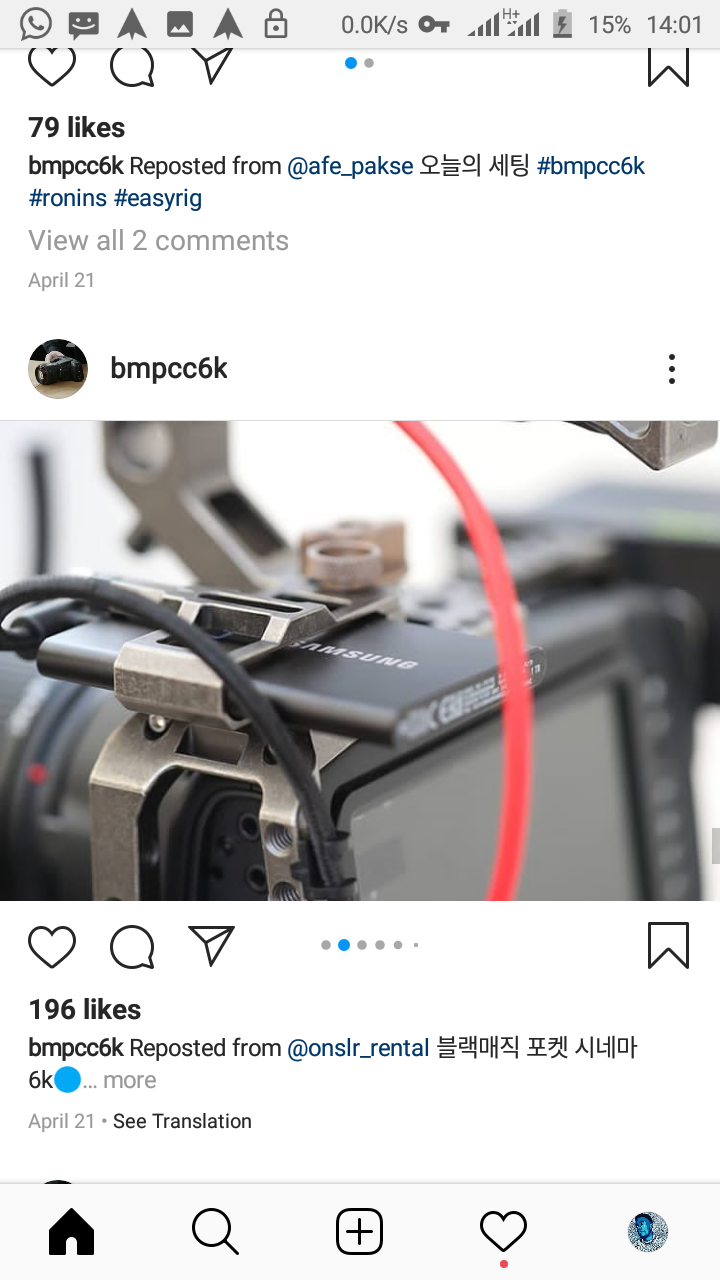 0.0K/s H+ 15% 14:01
79 likes
bmpcc6k Reposted from @afe_pakse 오늘의 세팅 #bmpcc6k
#ronins #easyrig
View all 2 comments
April 21
bmpcc6k
SAMSUNG
196 likes
bmpcc6k Reposted from @onslr_rental 블랙매직 포켓 시네마
6k🔵... more
April 21 • See Translation